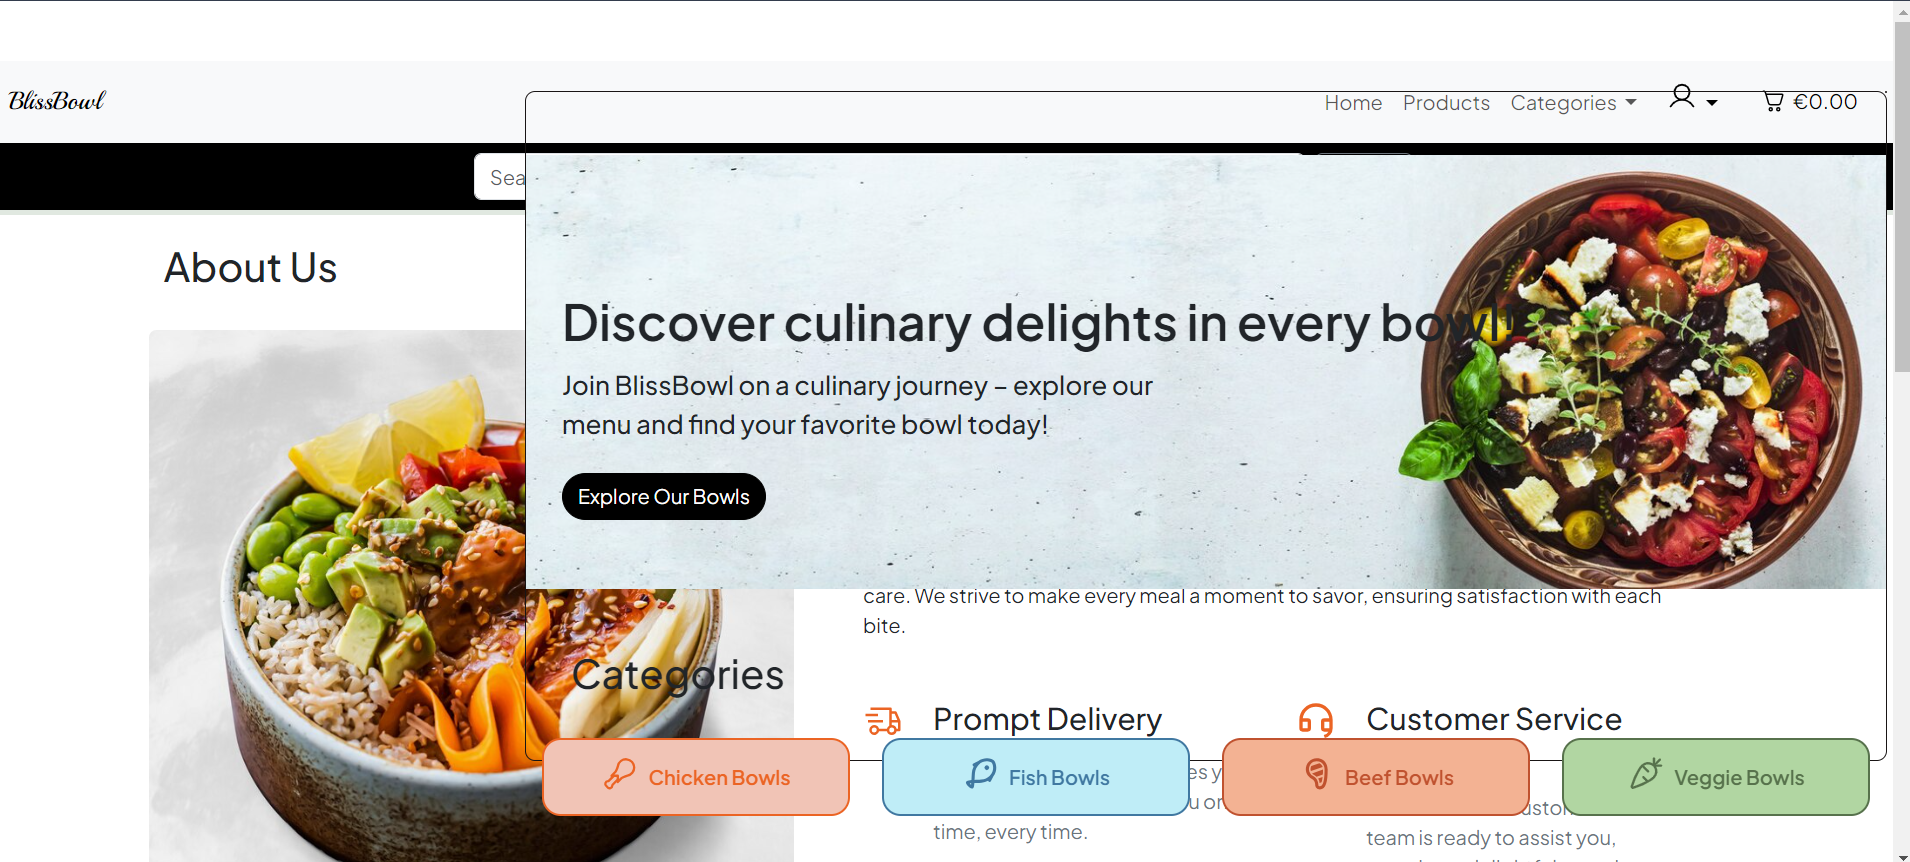 BlissBowl
Home Products Categories €0.00
Sea
About Us
Discover culinary delights in every bowl!
Join BlissBowl on a culinary journey – explore our
menu and find your favorite bowl today!
Explore Our Bowls
care. We strive to make every meal a moment to savor, ensuring satisfaction with each
bite.
Categories
Prompt Delivery
Customer Service
Chicken Bowls
Fish Bowls
Beef Bowls
Veggie Bowls
time, every time.
team is ready to assist you,